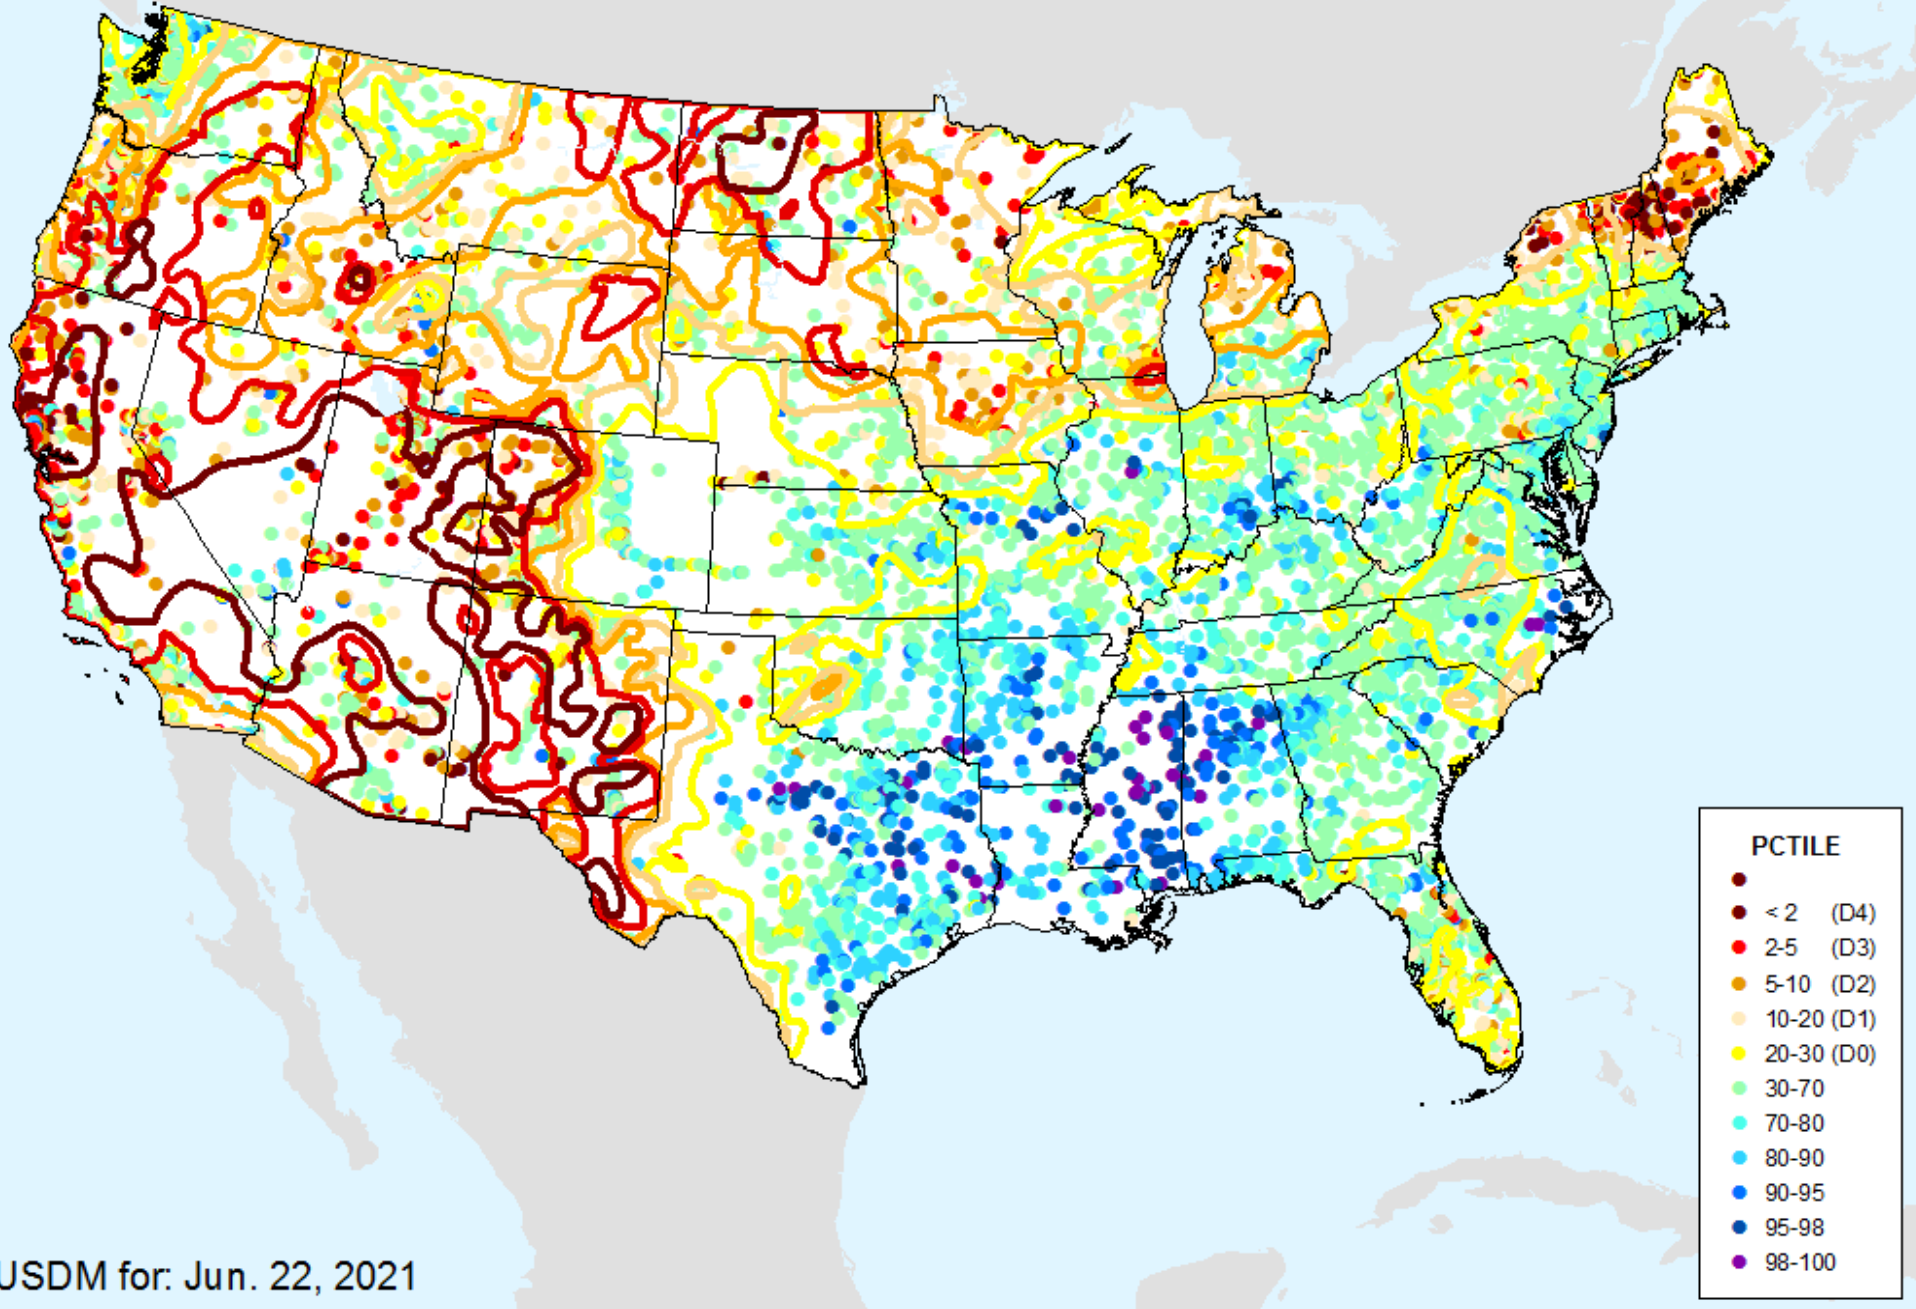 PCTILE
< 2 (D4)
2-5 (D3)
5-10 (D2)
10-20 (D1)
20-30 (D0)
30-70
70-80
80-90
90-95
95-98
98-100
USDM for: Jun. 22, 2021